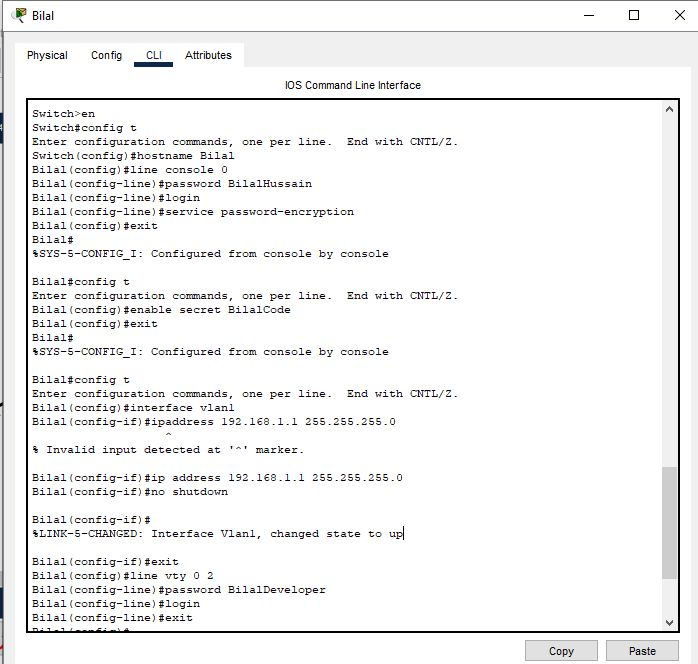 Bilal
Physical Config CLI Attributes
IOS Command Line Interface
Switch>en
Switch#config t
Enter configuration commands, one per line.  End with CNTL/Z.
Switch(config)#hostname Bilal
Bilal(config)#line console 0
Bilal(config-line)#password BilalHussain
Bilal(config-line)#login
Bilal(config-line)#service password-encryption
Bilal(config)#exit
Bilal#
%SYS-5-CONFIG_I: Configured from console by console
Bilal#config t
Enter configuration commands, one per line.  End with CNTL/Z.
Bilal(config)#enable secret BilalCode
Bilal(config)#exit
Bilal#
%SYS-5-CONFIG_I: Configured from console by console
Bilal#config t
Enter configuration commands, one per line.  End with CNTL/Z.
Bilal(config)#interface vlan1
Bilal(config-if)#ipaddress 192.168.1.1 255.255.255.0
^
% Invalid input detected at '^' marker.
Bilal(config-if)#ip address 192.168.1.1 255.255.255.0
Bilal(config-if)#no shutdown
Bilal(config-if)#
%LINK-5-CHANGED: Interface Vlan1, changed state to up
Bilal(config-if)#exit
Bilal(config)#line vty 0 2
Bilal(config-line)#password BilalDeveloper
Bilal(config-line)#login
Bilal(config-line)#exit
Bilal(config)#
Copy Paste